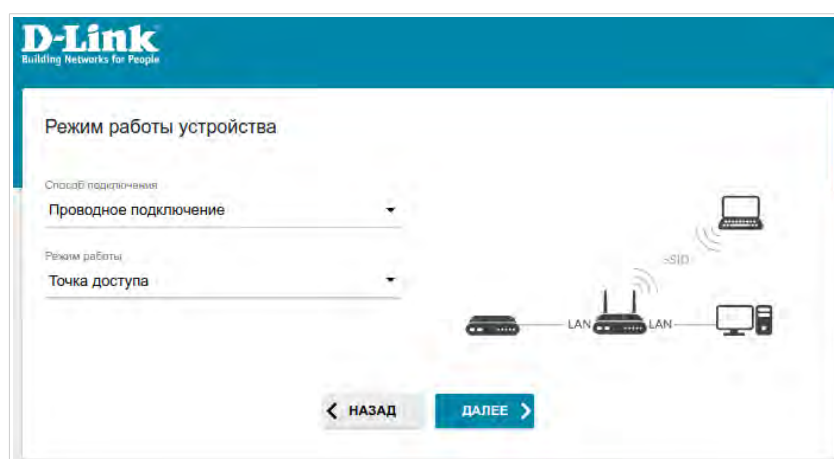 D-Link
Building Networks for People
Режим работы устройства
Способ подключения
Проводное подключение
Режим работы
Точка доступа
SSID
LAN
LAN
НАЗАД
ДАЛЕЕ